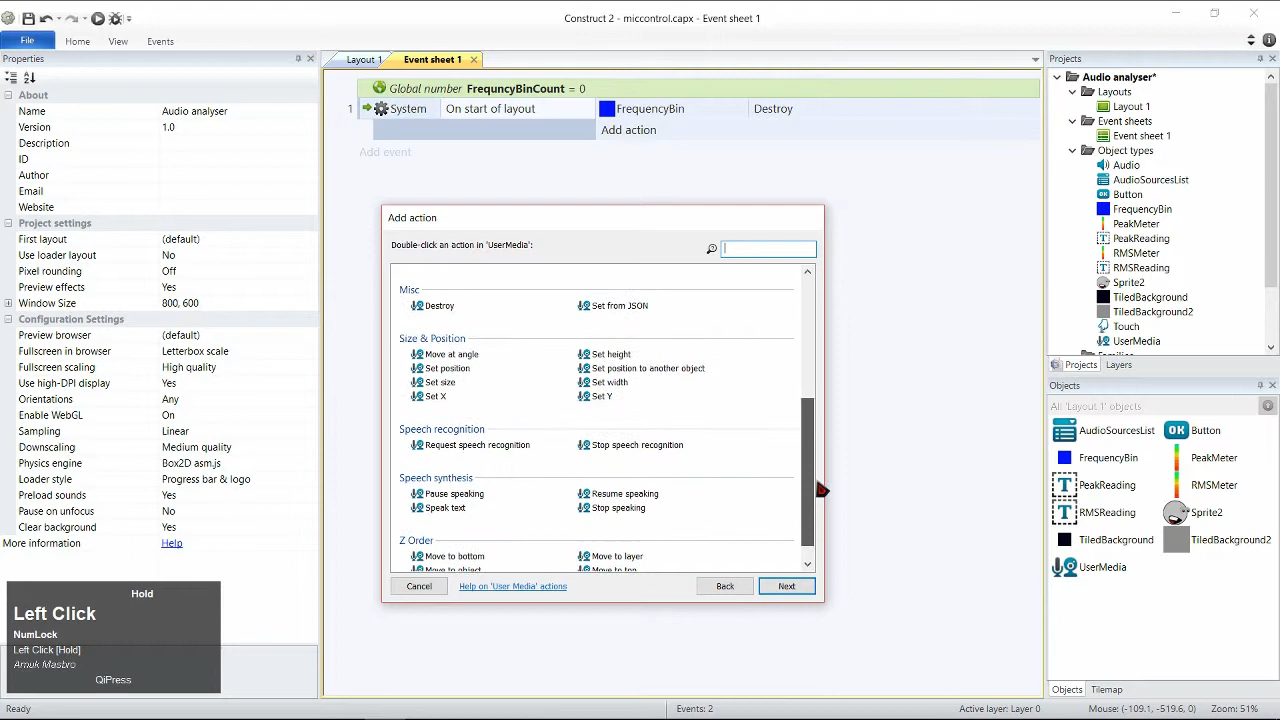 Construct 2 - miccontrol.capx - Event sheet 1
File Home View Events
Properties
About
Name Audio analyser
Version 1.0
Description
ID
Author
Email
Website
Project settings
First layout (default)
Use loader layout No
Pixel rounding Off
Preview effects Yes
Window Size 800, 600
Configuration Settings
Preview browser (default)
Fullscreen in browser Letterbox scale
Fullscreen scaling High quality
Use high-DPI display Yes
Orientations Any
Enable WebGL On
Sampling Linear
Downscaling Medium quality
Physics engine Box2D asm.js
Loader style Progress bar & logo
Preload sounds Yes
Pause on unfocus No
Clear background Yes
More information Help
Hold
Left Click
NumLock
Left Click [Hold]
Amuk Mastro
QiPress
Layout 1 Event sheet 1
Global number FrequncyBinCount = 0
1 System On start of layout FrequencyBin Destroy
Add action
Add event
Add action
Double-click an action in 'UserMedia':
Misc
Destroy Set from JSON
Size & Position
Move at angle Set height
Set position Set position to another object
Set size Set width
Set X Set Y
Speech recognition
Request speech recognition Stop speech recognition
Speech synthesis
Pause speaking Resume speaking
Speak text Stop speaking
Z Order
Move to bottom Move to layer
Move to object Move to top
Cancel Help on 'User Media' actions Back Next
Projects
Audio analyser*
Layouts
Layout 1
Event sheets
Event sheet 1
Object types
Audio
AudioSourcesList
Button
FrequencyBin
PeakMeter
PeakReading
RMSMeter
RMSReading
Sprite2
TiledBackground
TiledBackground2
Touch
UserMedia
Families
Projects Layers
Objects
All 'Layout 1' objects
AudioSourcesList Button
FrequencyBin PeakMeter
PeakReading RMSMeter
RMSReading Sprite2
TiledBackground TiledBackground2
UserMedia
Objects Tilemap
Ready Events: 2 Active layer: Layer 0 Mouse: (-109.1, -519.6, 0) Zoom: 51%